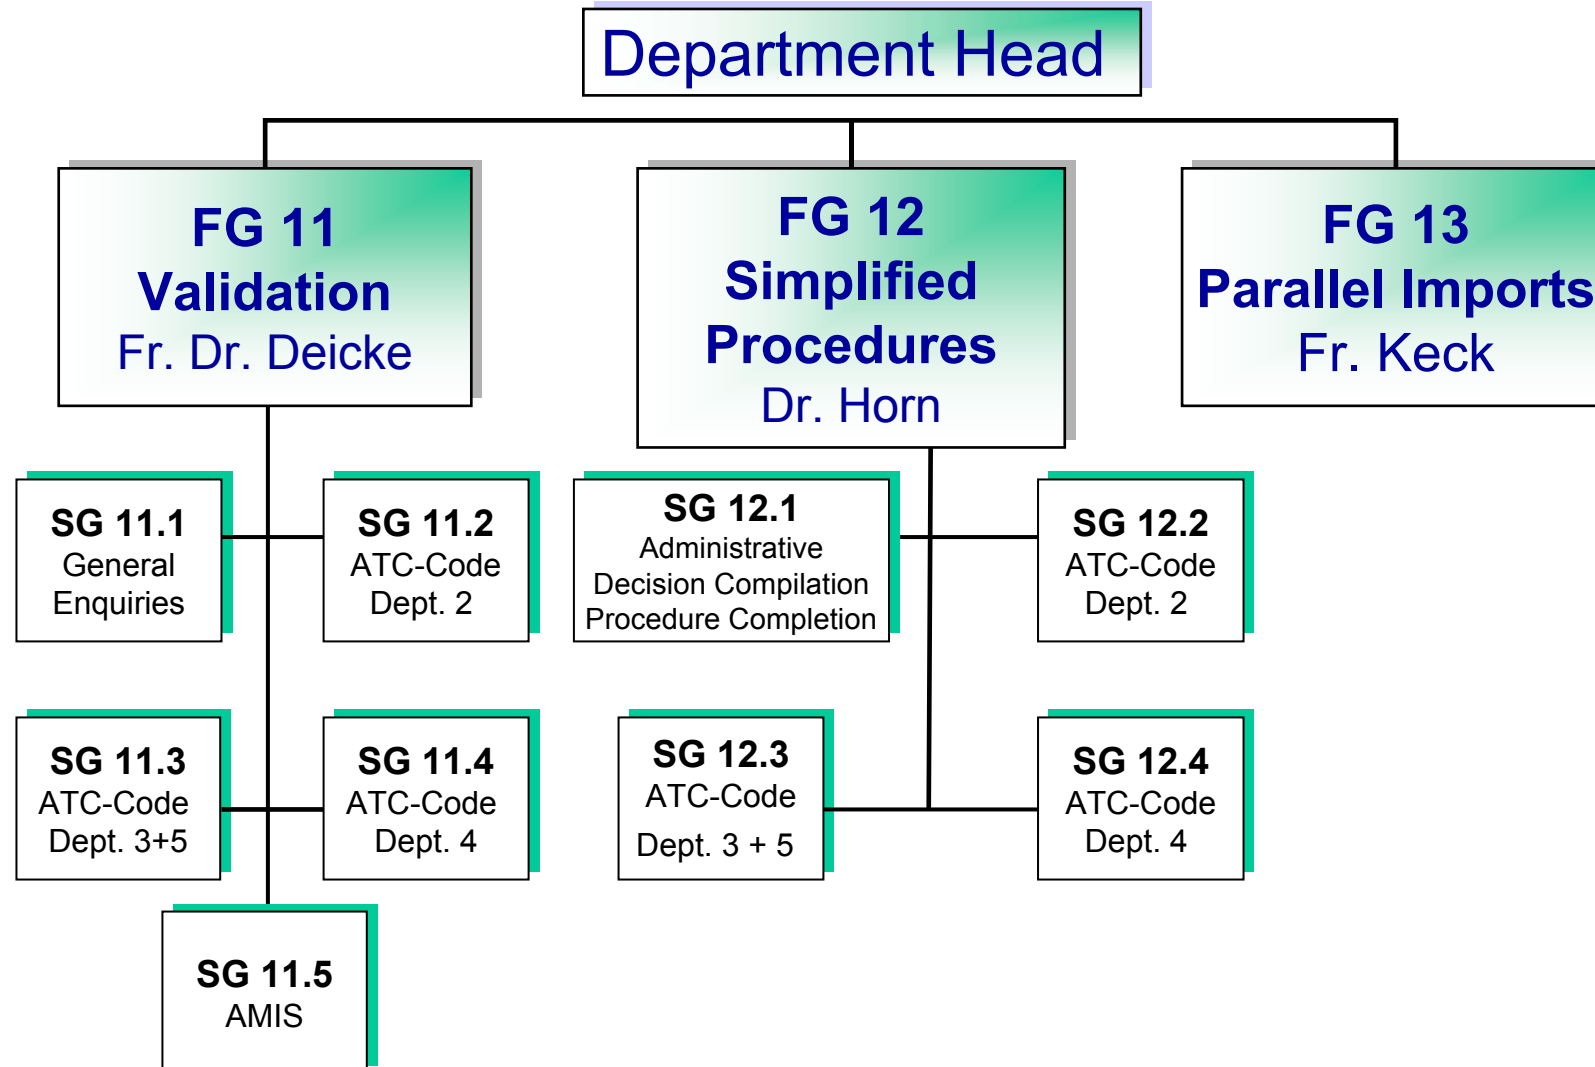 Department Head
FG 11
Validation
Fr. Dr. Deicke
FG 12
Simplified
Procedures
Dr. Horn
FG 13
Parallel Imports
Fr. Keck
SG 11.1
General
Enquiries
SG 11.2
ATC-Code
Dept. 2
SG 12.1
Administrative
Decision Compilation
Procedure Completion
SG 12.2
ATC-Code
Dept. 2
SG 11.3
ATC-Code
Dept. 3+5
SG 11.4
ATC-Code
Dept. 4
SG 12.3
ATC-Code
Dept. 3 + 5
SG 12.4
ATC-Code
Dept. 4
SG 11.5
AMIS